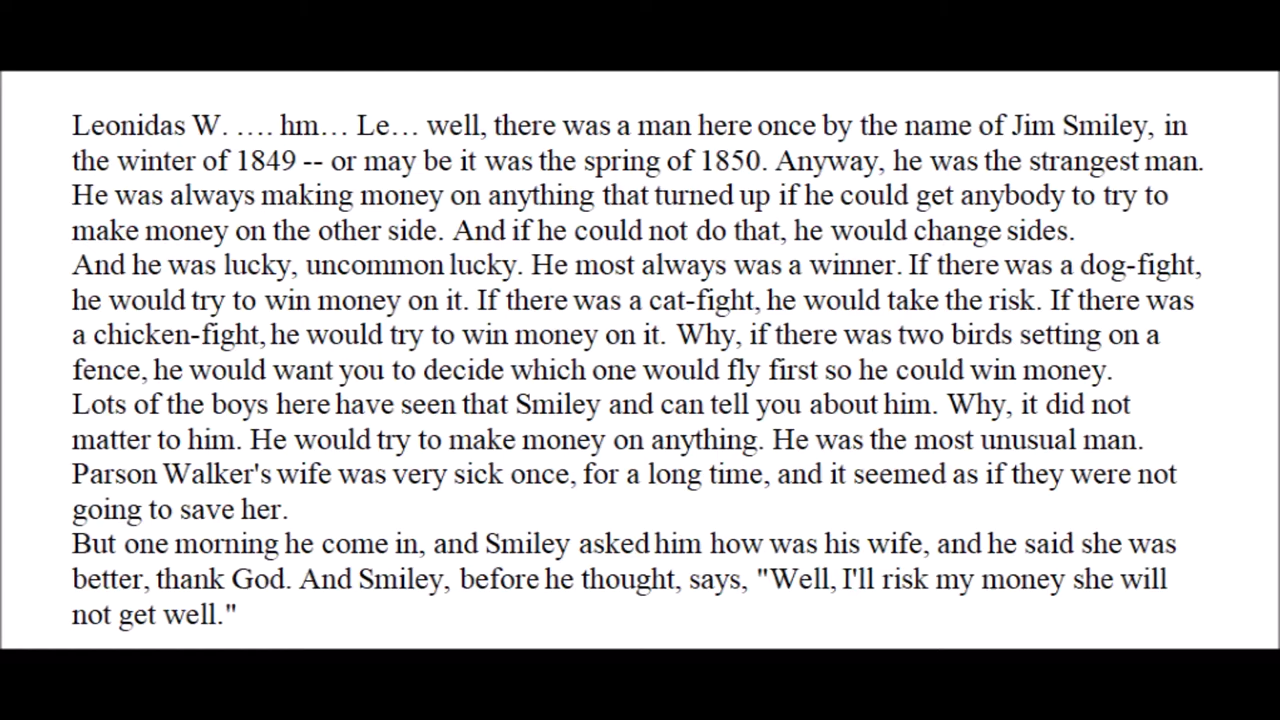 Leonidas W. …. hm… Le… well, there was a man here once by the name of Jim Smiley, in
the winter of 1849 -- or may be it was the spring of 1850. Anyway, he was the strangest man.
He was always making money on anything that turned up if he could get anybody to try to
make money on the other side. And if he could not do that, he would change sides.
And he was lucky, uncommon lucky. He most always was a winner. If there was a dog-fight,
he would try to win money on it. If there was a cat-fight, he would take the risk. If there was
a chicken-fight, he would try to win money on it. Why, if there was two birds setting on a
fence, he would want you to decide which one would fly first so he could win money.
Lots of the boys here have seen that Smiley and can tell you about him. Why, it did not
matter to him. He would try to make money on anything. He was the most unusual man.
Parson Walker's wife was very sick once, for a long time, and it seemed as if they were not
going to save her.
But one morning he come in, and Smiley asked him how was his wife, and he said she was
better, thank God. And Smiley, before he thought, says, "Well, I'll risk my money she will
not get well."